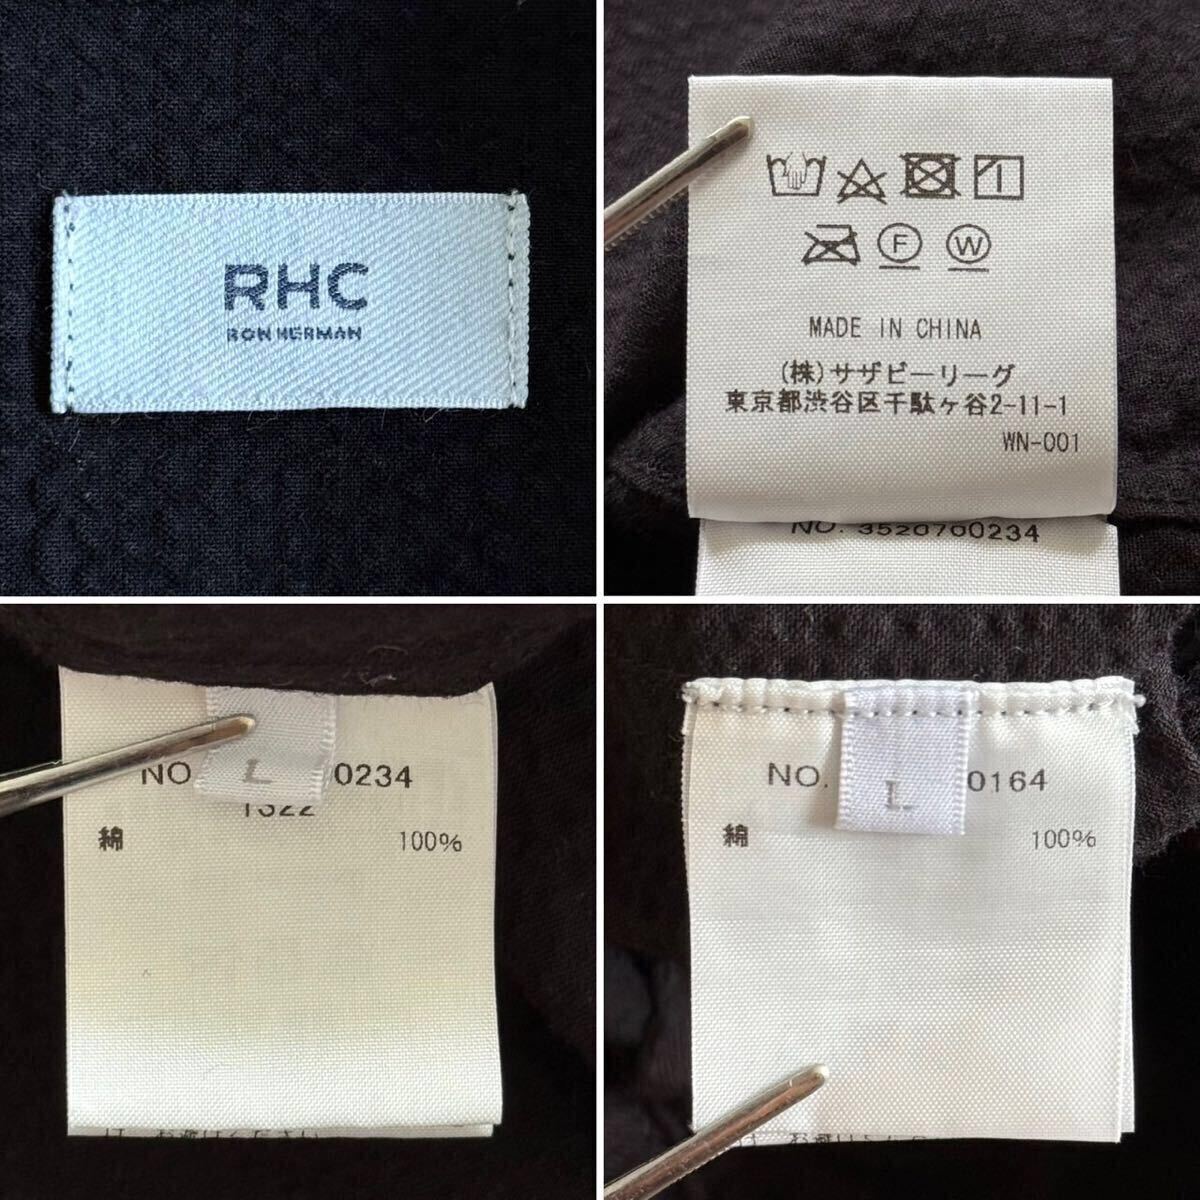 RHC
RON HERMAN
F W
MADE IN CHINA
(株)サザビーリーグ
東京都渋谷区千駄ヶ谷2-11-1
WN-001
NO. 3520700234
L
NO 0234
1322
綿 100%
L
NO. 0164
綿 100%